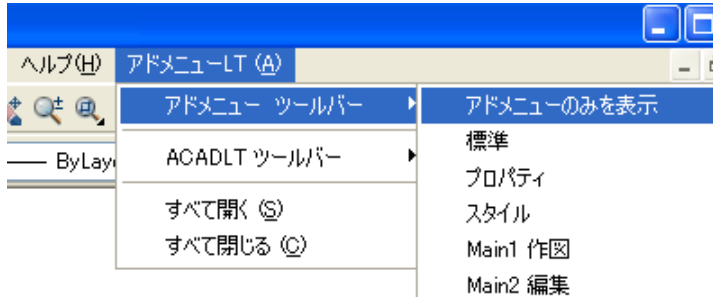 ヘルプ(H) アドメニューLT (A)
アドメニュー ツールバー
アドメニューのみを表示
標準
ByLay
ACADLT ツールバー
プロパティ
すべて開く (S)
スタイル
すべて閉じる (C)
Main1 作図
Main2 編集